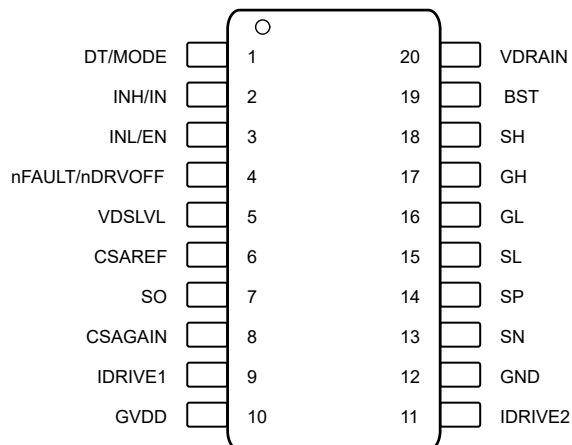 DT/MODE 1 20 VDRAIN
INH/IN 2 19 BST
INL/EN 3 18 SH
nFAULT/nDRVOFF 4 17 GH
VDSLVL 5 16 GL
CSAREF 6 15 SL
SO 7 14 SP
CSAGAIN 8 13 SN
IDRIVE1 9 12 GND
GVDD 10 11 IDRIVE2